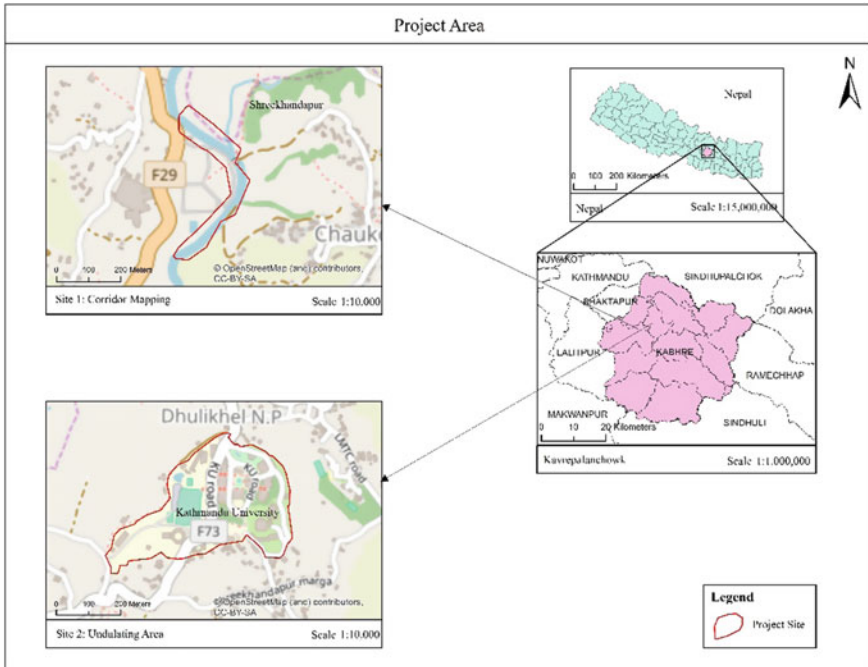 Project Area
Shreekhandapur
F29
Chauko
0 100 200 Meters
© OpenStreetMap (and) contributors,
CC-BY-SA
Site 1: Corridor Mapping Scale 1:10,000
N
Nepal
0 100 200 Kilometers
Nepal Scale 1:15,000,000
NUWAKOT
KATHMANDU
SINDHUPALCHOK
BHAKTAPUR
DOLAKHA
LALITPUR
KABHRE
RAMECHHAP
MAKWANPUR
SINDHULI
0 10 20 Kilometers
Kavrepalanchowk Scale 1:1,000,000
Dhulikhel N.P
LMTC road
KU road
KU road
Kathmandu University
F73
Shreekhandapur marga
0 100 200 Meters
©OpenStreetMap (and) contributors,
CC-BY-SA
Site 2: Undulating Area Scale 1:10,000
Legend
Project Site